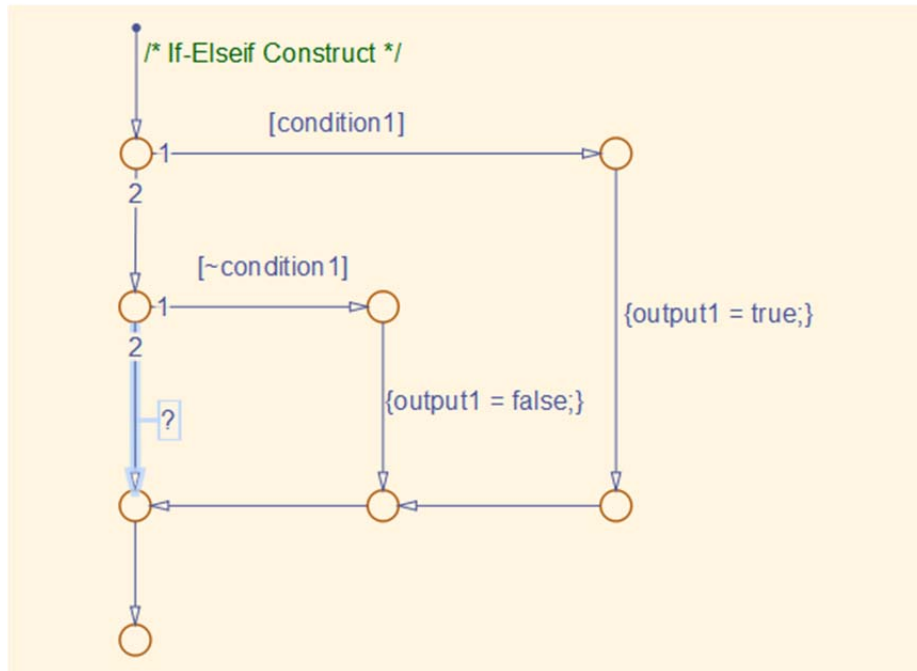 /* If-Elseif Construct */
[condition1]
1
2
[~condition1]
1
{output1 = true;}
2
{output1 = false;}
?